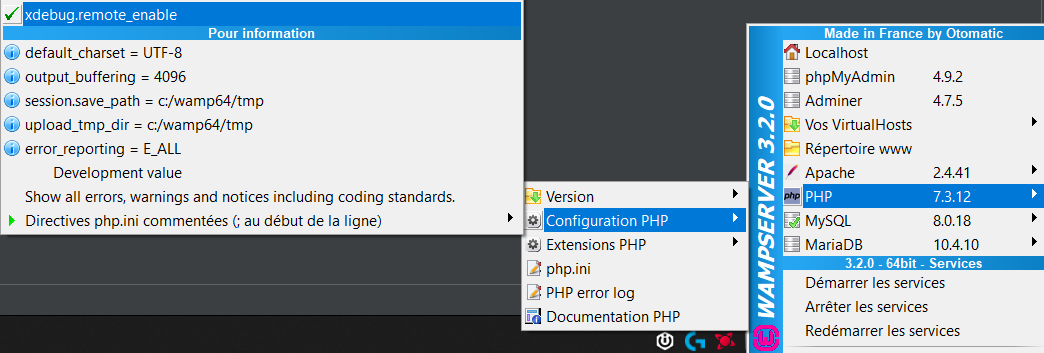 xdebug.remote_enable
Pour information
default_charset = UTF-8
output_buffering = 4096
session.save_path = c:/wamp64/tmp
upload_tmp_dir = c:/wamp64/tmp
error_reporting = E_ALL
Development value
Show all errors, warnings and notices including coding standards.
Directives php.ini commentées (; au début de la ligne)
Version
Configuration PHP
Extensions PHP
php.ini
PHP error log
Documentation PHP
WAMPSERVER 3.2.0
Made in France by Otomatic
Localhost
phpMyAdmin 4.9.2
Adminer 4.7.5
Vos VirtualHosts
Répertoire www
Apache 2.4.41
php PHP 7.3.12
MySQL 8.0.18
MariaDB 10.4.10
3.2.0 - 64bit - Services
Démarrer les services
Arrêter les services
Redémarrer les services